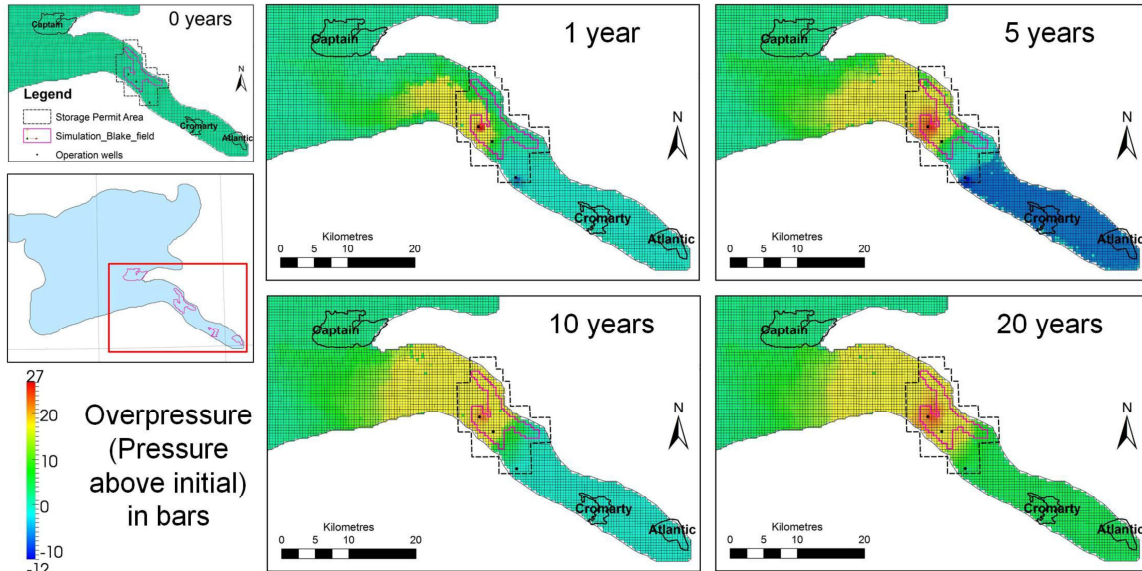 0 years
Captain
N
Legend
Storage Permit Area
Simulation_Blake_field
Operation wells
Cromarty
Atlantic
1 year
Captain
N
Kilometres
0 5 10 20
Cromarty
Atlantic
5 years
Captain
N
Kilometres
0 5 10 20
Cromarty
Atlantic
27
20
10
0
-10
-12
Overpressure
(Pressure
above initial)
in bars
10 years
Captain
N
Kilometres
0 5 10 20
Cromarty
Atlantic
20 years
Captain
N
Kilometres
0 5 10 20
Cromarty
Atlantic